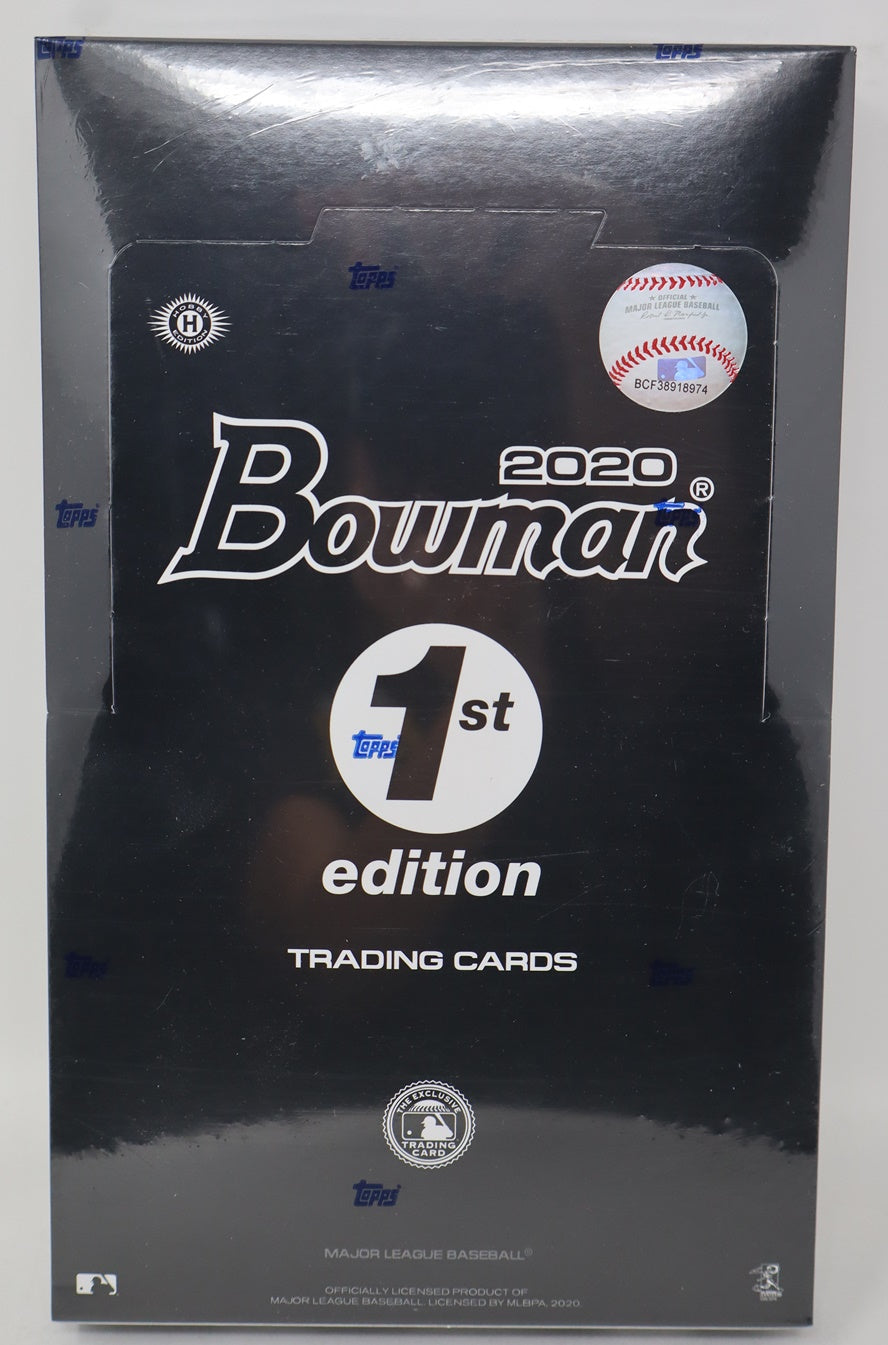 Topps
Topps
Topps
HOBBY
H
EDITION
★ OFFICIAL ★
MAJOR LEAGUE BASEBALL
BCF38918974
2020
Bowman®
Topps
Topps
1st
Topps
edition
TRADING CARDS
Topps
Topps
THE EXCLUSIVE
TRADING
CARD
Topps
MAJOR LEAGUE BASEBALL®
OFFICIALLY LICENSED PRODUCT OF
MAJOR LEAGUE BASEBALL. LICENSED BY MLBPA, 2020.